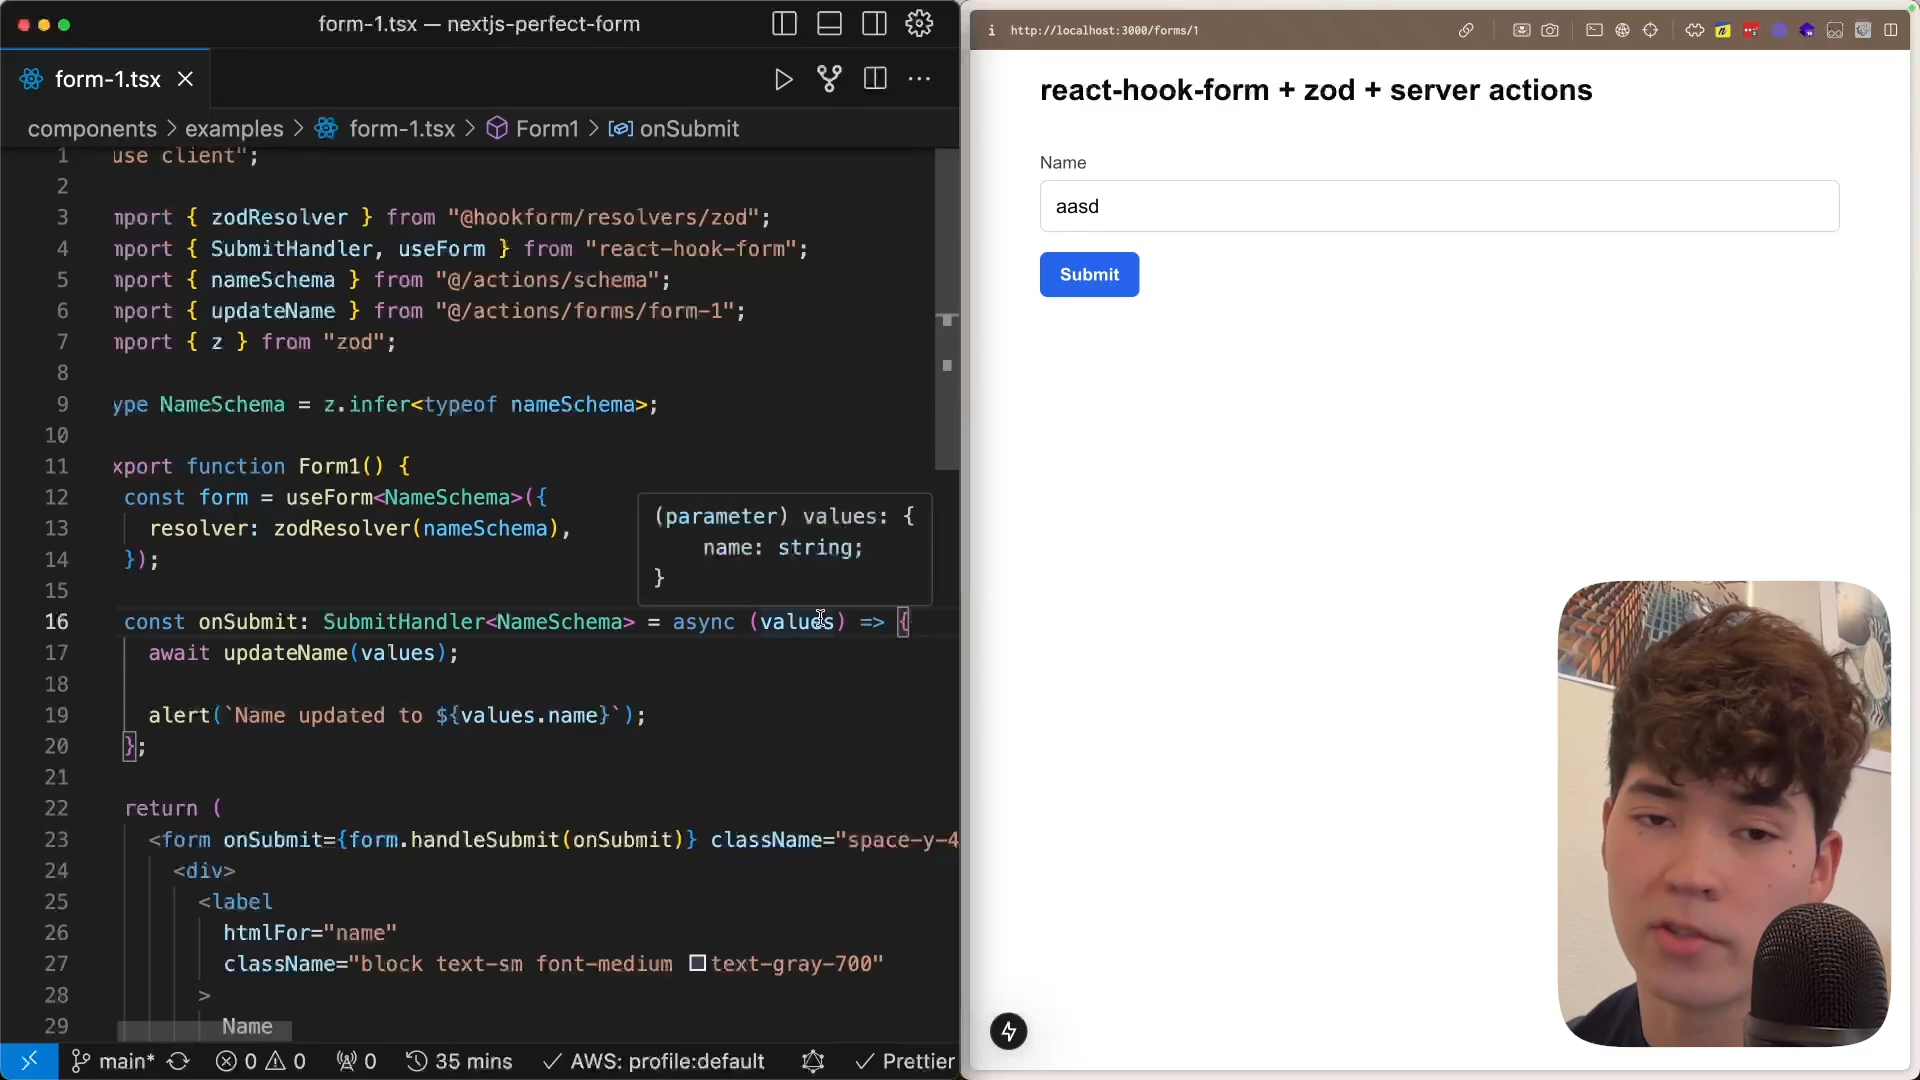 form-1.tsx — nextjs-perfect-form
form-1.tsx
components > examples > form-1.tsx > Form1 > onSubmit
1 use client";
2
3 mport { zodResolver } from "@hookform/resolvers/zod";
4 mport { SubmitHandler, useForm } from "react-hook-form";
5 mport { nameSchema } from "@/actions/schema";
6 mport { updateName } from "@/actions/forms/form-1";
7 mport { z } from "zod";
8
9 ype NameSchema = z.infer<typeof nameSchema>;
10
11 xport function Form1() {
12 const form = useForm<NameSchema>({
13 resolver: zodResolver(nameSchema),
14 });
15
(parameter) values: {
name: string;
}
16 const onSubmit: SubmitHandler<NameSchema> = async (values) => {
17 await updateName(values);
18
19 alert(`Name updated to ${values.name}`);
20 };
21
22 return (
23 <form onSubmit={form.handleSubmit(onSubmit)} className="space-y-4
24 <div>
25 <label
26 htmlFor="name"
27 className="block text-sm font-medium text-gray-700"
28 >
29 Name
main* 0 0 0 35 mins AWS: profile:default Prettier
http://localhost:3000/forms/1
react-hook-form + zod + server actions
Name
aasd
Submit